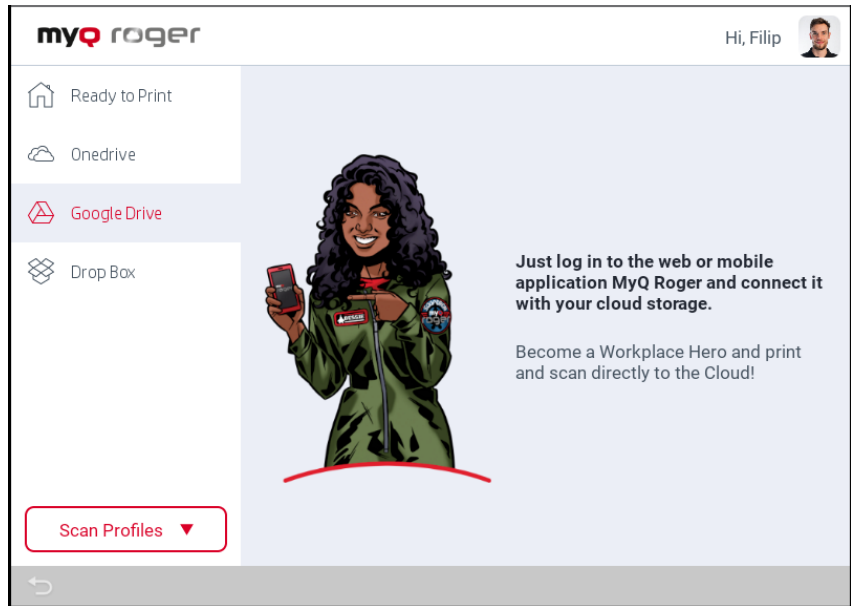 myQ roger
Hi, Filip
Ready to Print
Onedrive
Google Drive
Drop Box
Just log in to the web or mobile
application MyQ Roger and connect it
with your cloud storage.
Become a Workplace Hero and print
and scan directly to the Cloud!
Scan Profiles